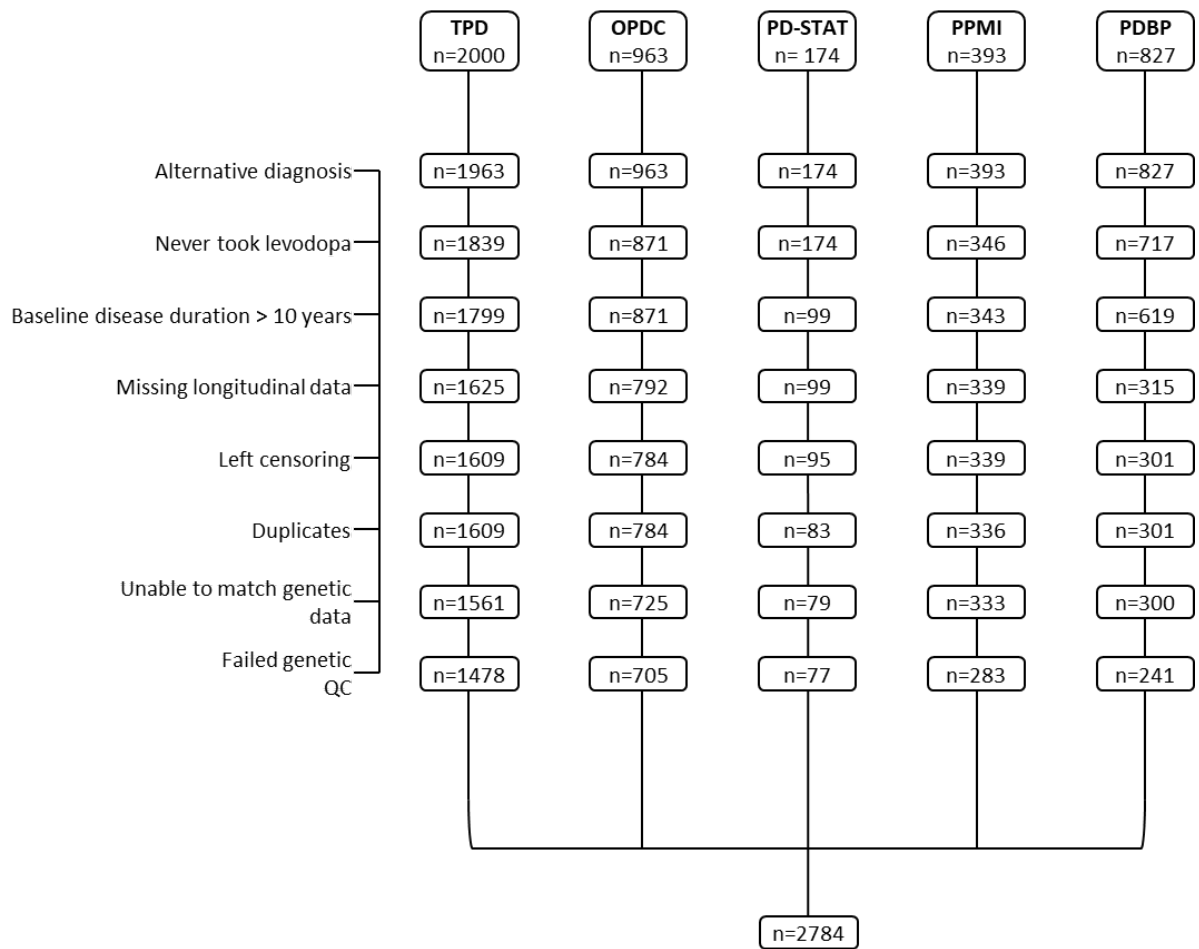 TPD OPDC PD-STAT PPMI PDBP
n=2000 n=963 n= 174 n=393 n=827
Alternative diagnosis n=1963 n=963 n=174 n=393 n=827
Never took levodopa n=1839 n=871 n=174 n=346 n=717
Baseline disease duration > 10 years n=1799 n=871 n=99 n=343 n=619
Missing longitudinal data n=1625 n=792 n=99 n=339 n=315
Left censoring n=1609 n=784 n=95 n=339 n=301
Duplicates n=1609 n=784 n=83 n=336 n=301
Unable to match genetic
data n=1561 n=725 n=79 n=333 n=300
Failed genetic
QC n=1478 n=705 n=77 n=283 n=241
n=2784